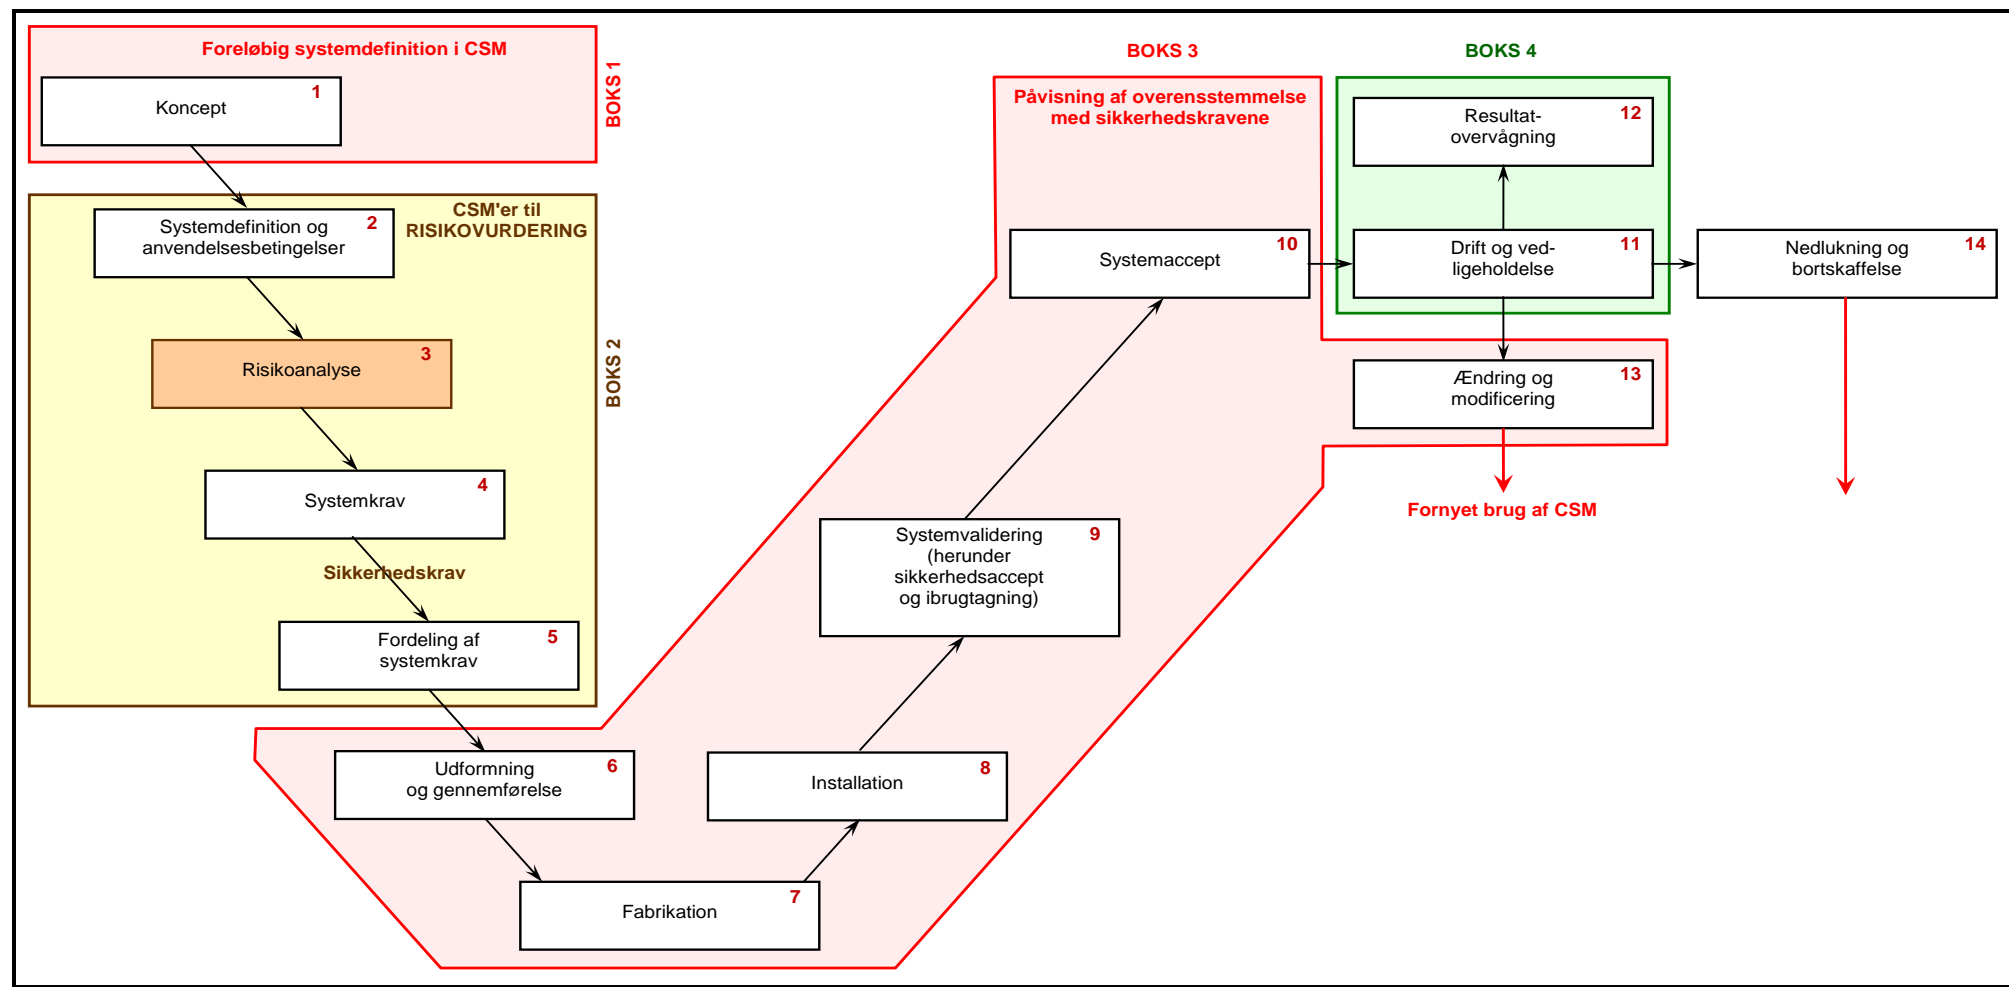 Foreløbig systemdefinition i CSM
BOKS 1
1
Koncept
BOKS 2
CSM'er til
RISIKOVURDERING
2
Systemdefinition og
anvendelsesbetingelser
3
Risikoanalyse
4
Systemkrav
Sikkerhedskrav
5
Fordeling af
systemkrav
BOKS 3
Påvisning af overensstemmelse
med sikkerhedskravene
6
Udformning
og gennemførelse
7
Fabrikation
8
Installation
9
Systemvalidering
(herunder
sikkerhedsaccept
og ibrugtagning)
10
Systemaccept
BOKS 4
12
Resultat-
overvågning
11
Drift og ved-
ligeholdelse
13
Ændring og
modificering
14
Nedlukning og
bortskaffelse
Fornyet brug af CSM